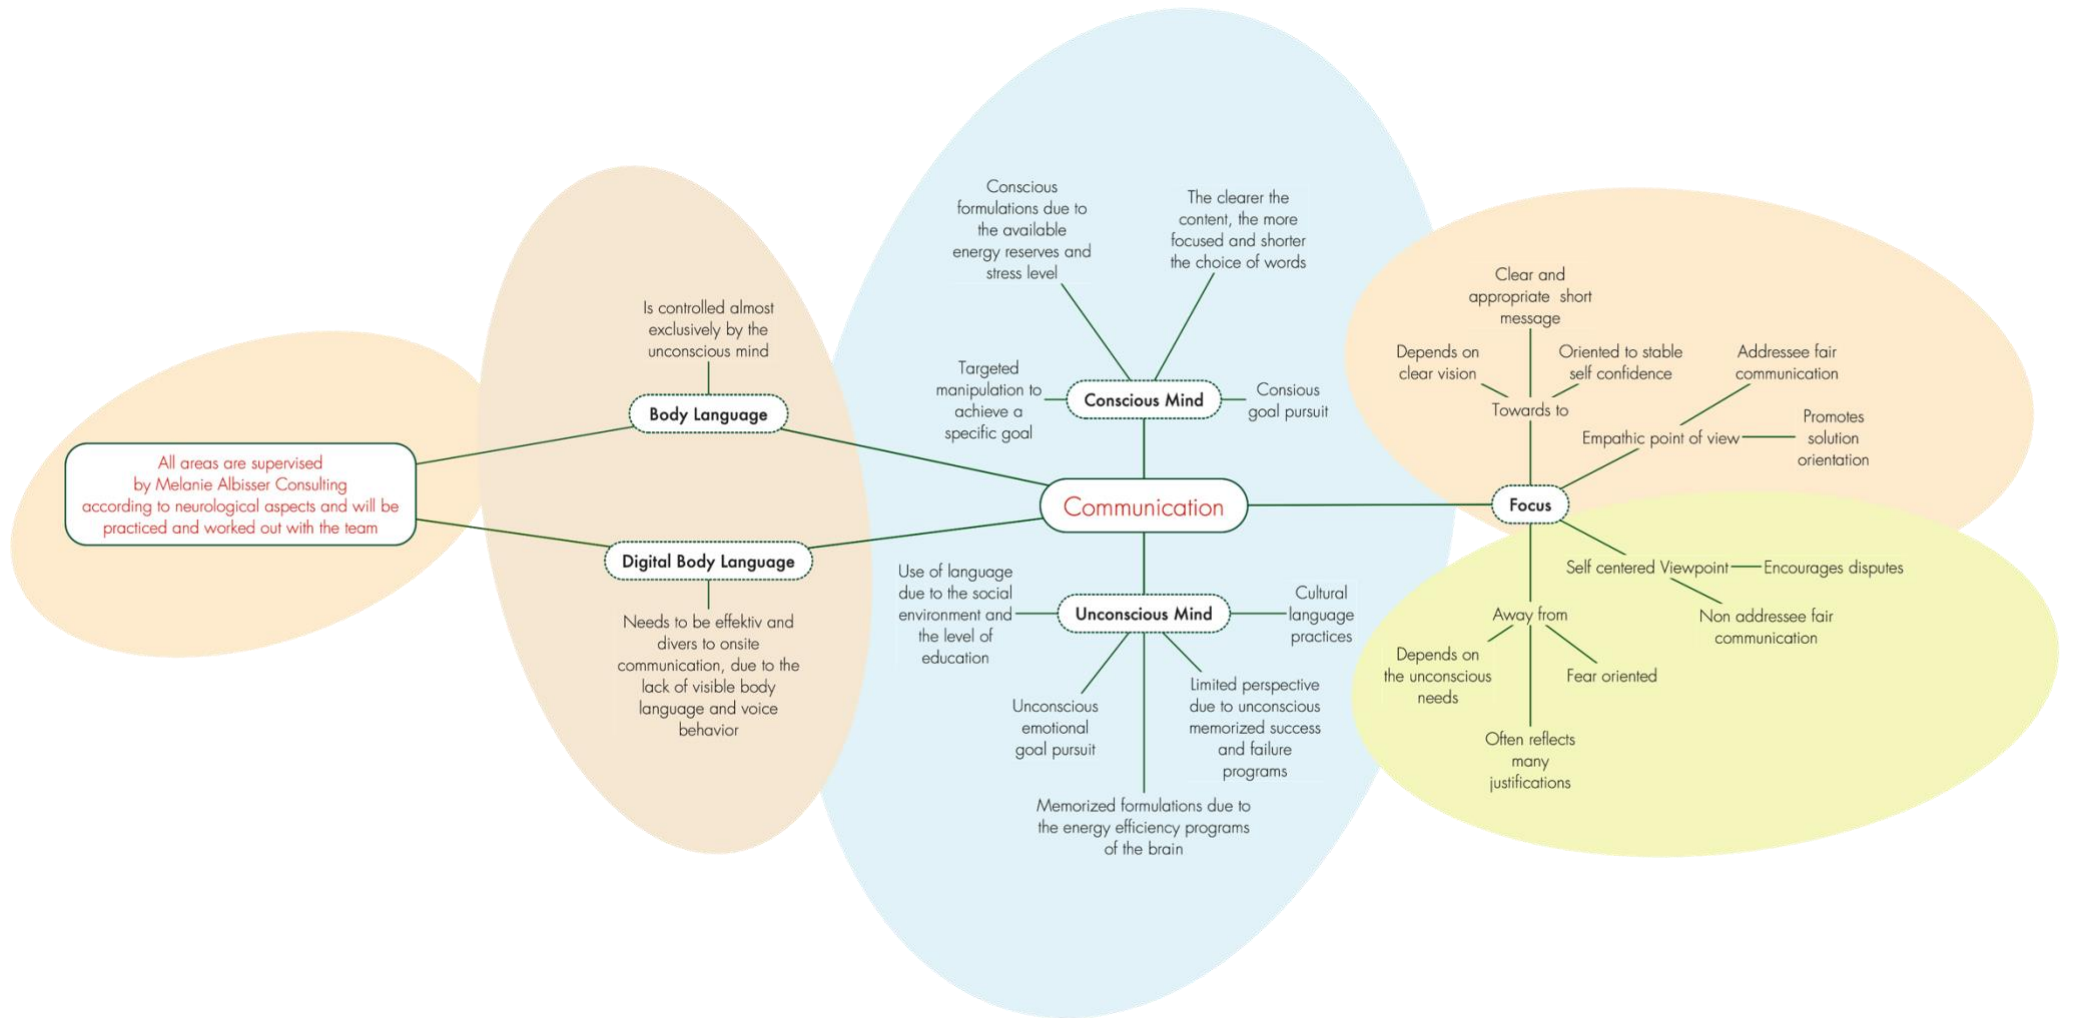 All areas are supervised
by Melanie Albisser Consulting
according to neurological aspects and will be
practiced and worked out with the team
Is controlled almost
exclusively by the
unconscious mind
Body Language
Digital Body Language
Needs to be effektiv and
divers to onsite
communication, due to the
lack of visible body
language and voice
behavior
Conscious
formulations due to
the available
energy reserves and
stress level
The clearer the
content, the more
focused and shorter
the choice of words
Targeted
manipulation to
achieve a
specific goal
Conscious Mind
Consious
goal pursuit
Communication
Use of language
due to the social
environment and
the level of
education
Unconscious Mind
Cultural
language
practices
Unconscious
emotional
goal pursuit
Limited perspective
due to unconscious
memorized success
and failure
programs
Memorized formulations due to
the energy efficiency programs
of the brain
Clear and
appropriate short
message
Depends on
clear vision
Oriented to stable
self confidence
Addressee fair
communication
Towards to
Empathic point of view
Promotes
solution
orientation
Focus
Self centered Viewpoint
Encourages disputes
Non addressee fair
communication
Away from
Depends on
the unconscious
needs
Fear oriented
Often reflects
many
justifications